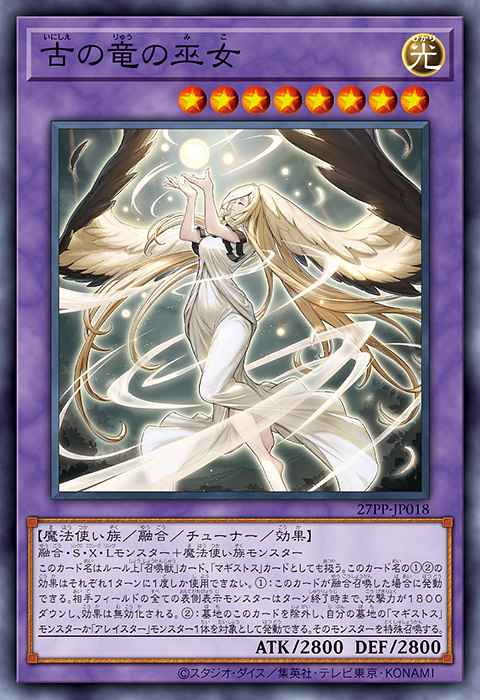 古の竜の巫女
いにしえ りゅう みこ
光
ひかり
27PP-JP018
【魔法使い族／融合／チューナー／効果】
融合・S・X・Lモンスター＋魔法使い族モンスター
このカード名はルール上「召喚獣」カード、「マギストス」カードとしても扱う。このカード名の①②の
効果はそれぞれ1ターンに1度しか使用できない。①：このカードが融合召喚した場合に発動
できる。相手フィールドの全ての表側表示モンスターはターン終了時まで、攻撃力が1800
ダウンし、効果は無効化される。②：墓地のこのカードを除外し、自分の墓地の「マギストス」
モンスターか「アレイスター」モンスター1体を対象として発動できる。そのモンスターを特殊召喚する。
ATK/2800 DEF/2800
©スタジオ・ダイス／集英社・テレビ東京・KONAMI